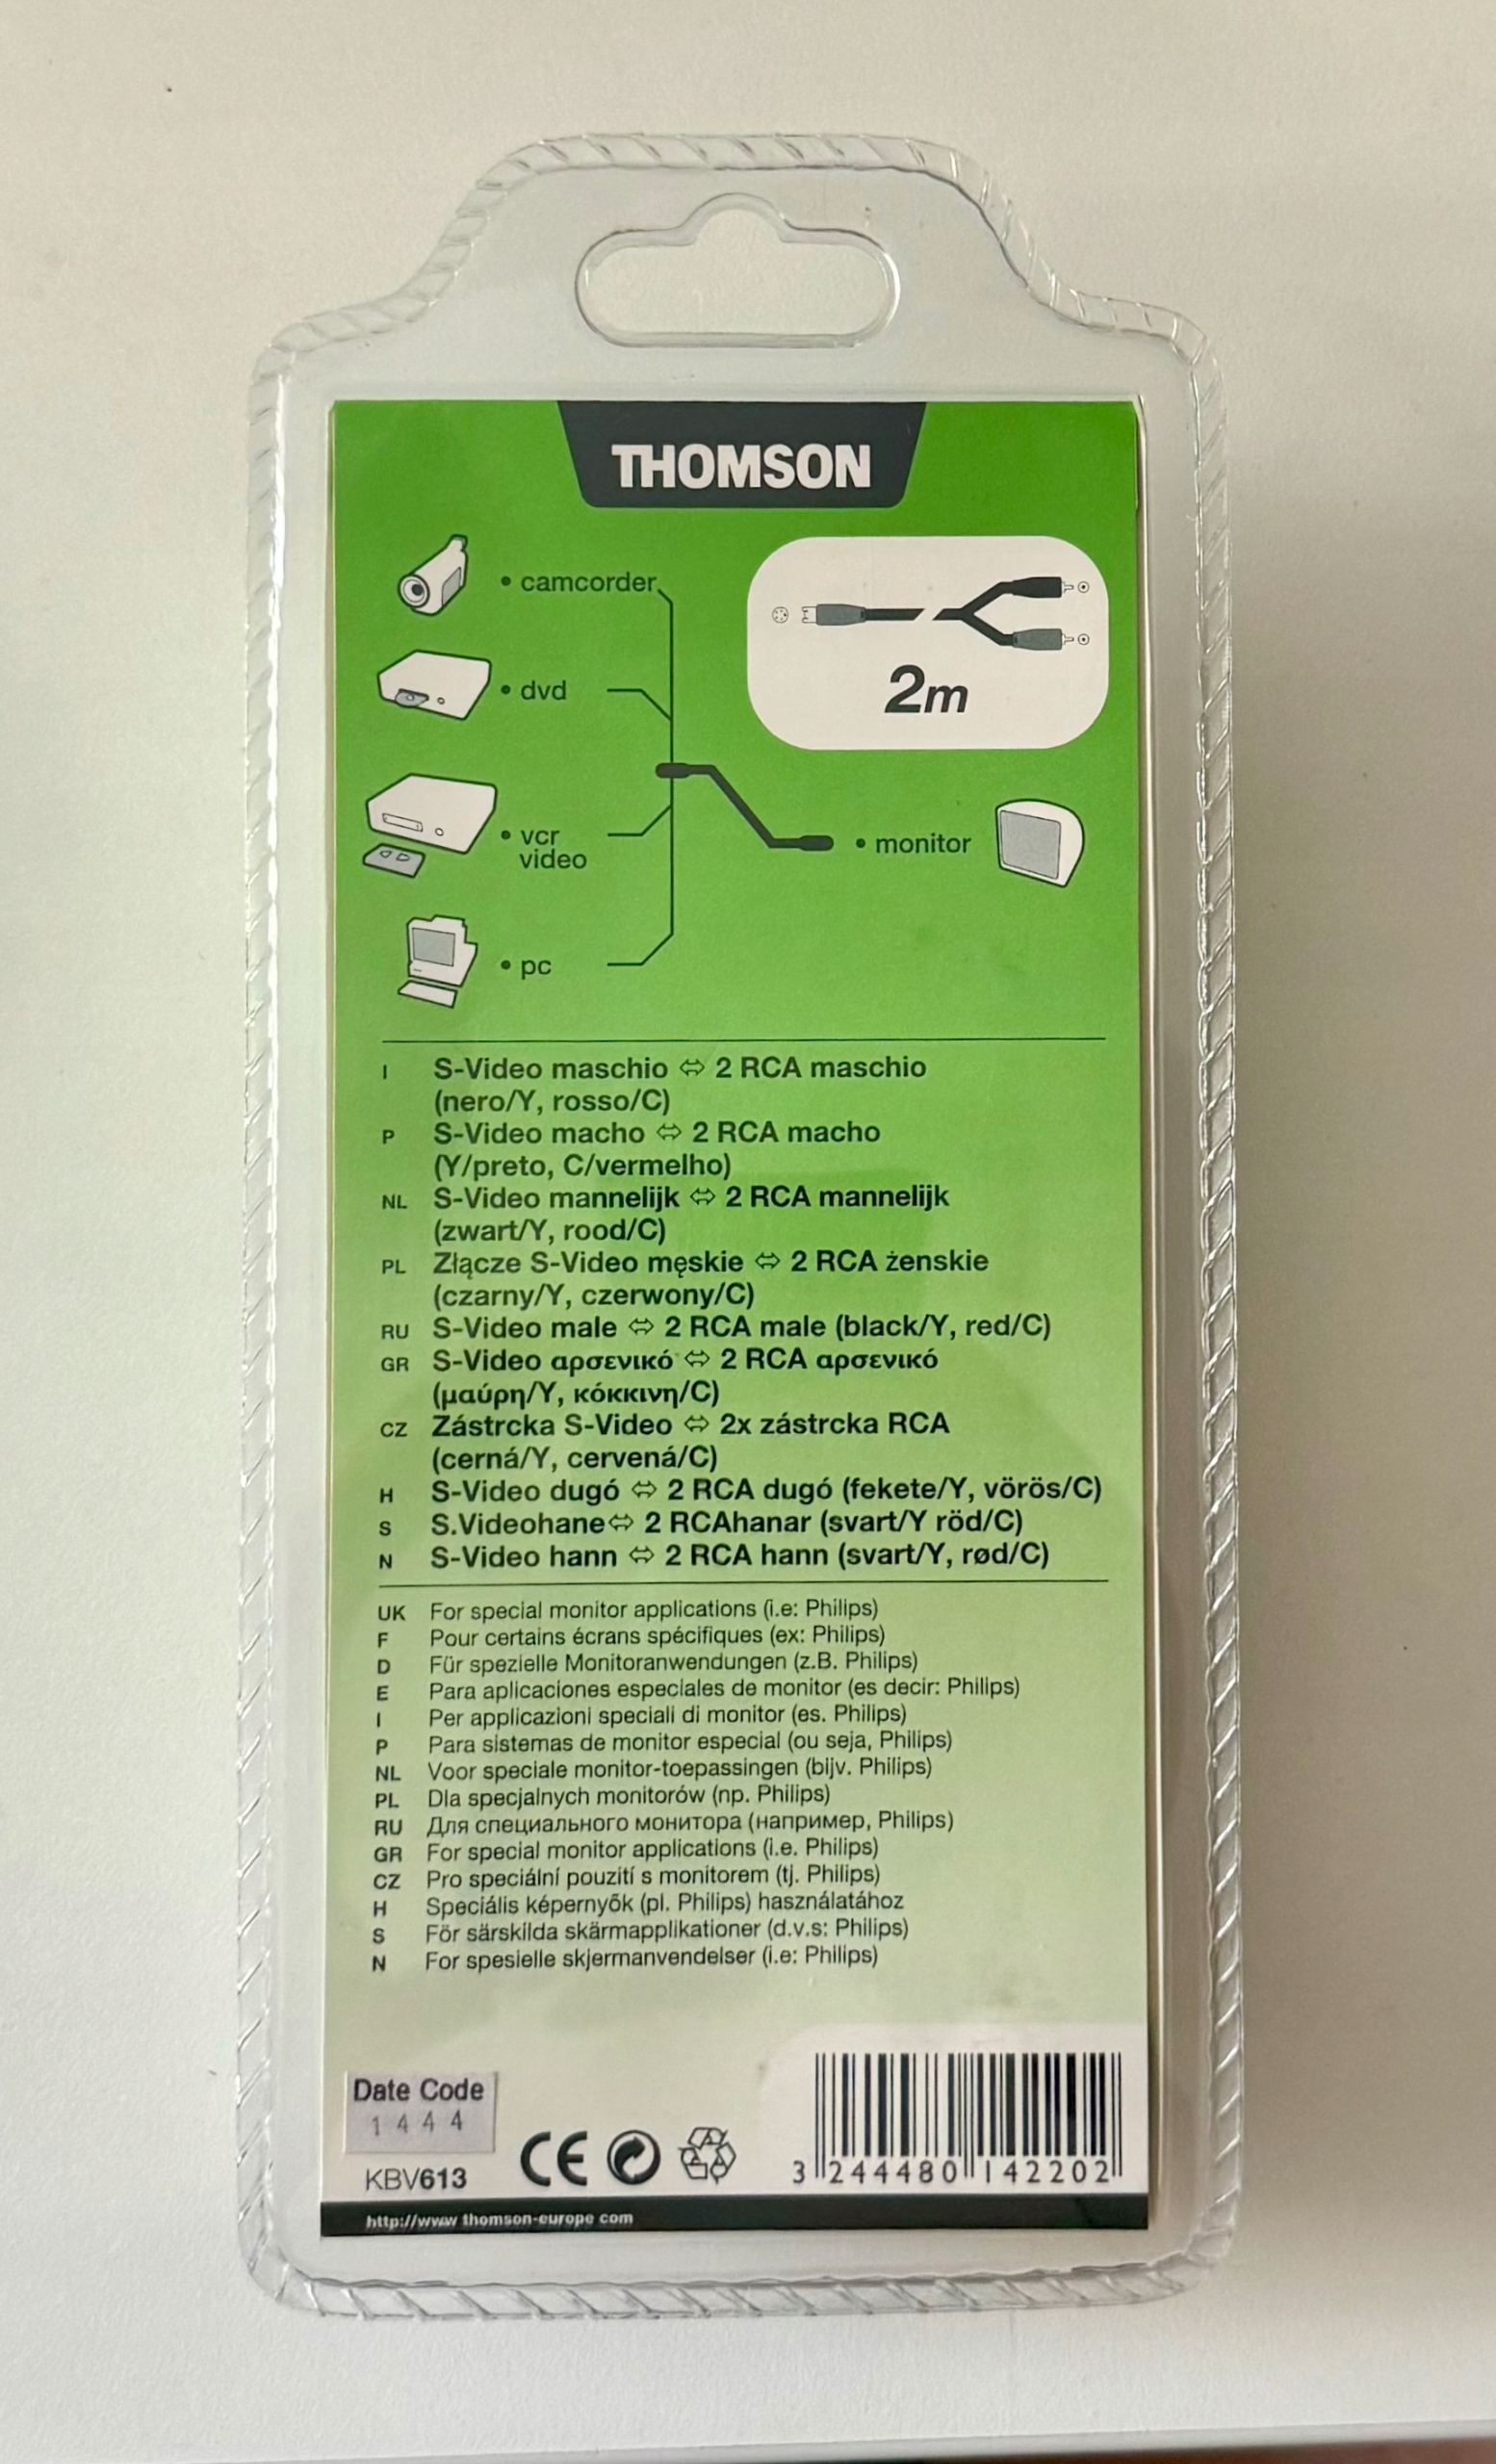 THOMSON
• camcorder
• dvd
• vcr
video
• pc
2m
• monitor
I S-Video maschio ⇔ 2 RCA maschio
(nero/Y, rosso/C)
P S-Video macho ⇔ 2 RCA macho
(Y/preto, C/vermelho)
NL S-Video mannelijk ⇔ 2 RCA mannelijk
(zwart/Y, rood/C)
PL Złącze S-Video męskie ⇔ 2 RCA żenskie
(czarny/Y, czerwony/C)
RU S-Video male ⇔ 2 RCA male (black/Y, red/C)
GR S-Video αρσενικό ⇔ 2 RCA αρσενικό
(μαύρη/Y, κόκκινη/C)
CZ Zástrcka S-Video ⇔ 2x zástrcka RCA
(cerná/Y, cervená/C)
H S-Video dugó ⇔ 2 RCA dugó (fekete/Y, vörös/C)
S S.Videohane⇔ 2 RCAhanar (svart/Y röd/C)
N S-Video hann ⇔ 2 RCA hann (svart/Y, rød/C)
UK For special monitor applications (i.e: Philips)
F Pour certains écrans spécifiques (ex: Philips)
D Für spezielle Monitoranwendungen (z.B. Philips)
E Para aplicaciones especiales de monitor (es decir: Philips)
I Per applicazioni speciali di monitor (es. Philips)
P Para sistemas de monitor especial (ou seja, Philips)
NL Voor speciale monitor-toepassingen (bijv. Philips)
PL Dla specjalnych monitorów (np. Philips)
RU Для специального монитора (например, Philips)
GR For special monitor applications (i.e. Philips)
CZ Pro speciální pouzití s monitorem (tj. Philips)
H Speciális képernyők (pl. Philips) használatához
S För särskilda skärmapplikationer (d.v.s: Philips)
N For spesielle skjermanvendelser (i.e: Philips)
Date Code
1444
KBV613
CE
3 244480 142202
http://www thomson-europe com